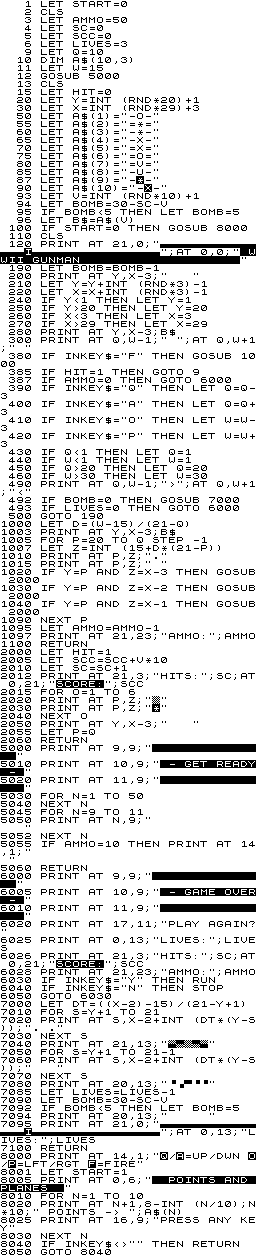 1 LET START=0
2 CLS
3 LET AMMO=50
4 LET SC=0
5 LET SCC=0
6 LET LIVES=3
9 LET Q=10
10 DIM A$(10,3)
11 LET W=15
12 GOSUB 5000
13 CLS
15 LET HIT=0
20 LET Y=INT (RND*20)+1
30 LET X=INT (RND*29)+3
50 LET A$(1)="-O-"
55 LET A$(2)="=*="
60 LET A$(3)="-*-"
65 LET A$(4)="-X-"
70 LET A$(5)="=O="
75 LET A$(6)="=X="
80 LET A$(7)="=U="
85 LET A$(8)="-U-"
87 LET A$(9)="-*-"
90 LET A$(10)="-X-"
93 LET V=INT (RND*10)+1
94 LET BOMB=30-SC-V
95 IF BOMB<5 THEN LET BOMB=5
96 LET B$=A$(V)
100 IF START=0 THEN GOSUB 8000
110 CLS
120 PRINT AT 21,0;"
";AT 0,0;" W
WII GUNMAN "
190 LET BOMB=BOMB-1
200 PRINT AT Y,X-3;"     "
210 LET Y=Y+INT (RND*3)-1
220 LET X=X+INT (RND*3)-1
240 IF Y<1 THEN LET Y=1
250 IF Y>20 THEN LET Y=20
260 IF X<3 THEN LET X=3
270 IF X>29 THEN LET X=29
280 PRINT AT Y,X-3;B$
300 PRINT AT Q,W-1;" ";AT Q,W+1
;" "
380 IF INKEY$="F" THEN GOSUB 10
00
385 IF HIT=1 THEN GOTO 9
387 IF AMMO=0 THEN GOTO 6000
390 IF INKEY$="Q" THEN LET Q=Q-
3
400 IF INKEY$="A" THEN LET Q=Q+
3
410 IF INKEY$="O" THEN LET W=W-
3
420 IF INKEY$="P" THEN LET W=W+
3
430 IF Q<1 THEN LET Q=1
440 IF W<1 THEN LET W=1
450 IF Q>20 THEN LET Q=20
460 IF W>30 THEN LET W=30
490 PRINT AT Q,W-1;">";AT Q,W+1
;"<"
492 IF BOMB=0 THEN GOSUB 7000
493 IF LIVES=0 THEN GOTO 6000
500 GOTO 190
1000 LET D=(W-15)/(21-Q)
1003 PRINT AT Y,X-3;B$
1005 FOR P=20 TO Q STEP -1
1007 LET Z=INT (15+D*(21-P))
1010 PRINT AT P,Z;"."
1015 PRINT AT P,Z;" "
1020 IF Y=P AND Z=X-3 THEN GOSUB
2000
1030 IF Y=P AND Z=X-2 THEN GOSUB
2000
1040 IF Y=P AND Z=X-1 THEN GOSUB
2000
1090 NEXT P
1095 LET AMMO=AMMO-1
1097 PRINT AT 21,23;"AMMO:";AMMO
1100 RETURN
2000 LET HIT=1
2005 LET SCC=SCC+V*10
2010 LET SC=SC+1
2012 PRINT AT 21,3;"HITS:";SC;AT
0,21;"SCORE:";SCC
2015 FOR O=1 TO 6
2020 PRINT AT P,Z;"▒"
2030 PRINT AT P,Z;"*"
2040 NEXT O
2050 PRINT AT Y,X-3;"     "
2055 LET P=Q
2060 RETURN
5000 PRINT AT 9,9;"
"
5010 PRINT AT 10,9;" - GET READY
- "
5020 PRINT AT 11,9;"
"
5030 FOR N=1 TO 50
5040 NEXT N
5045 FOR N=9 TO 11
5050 PRINT AT N,9;"
"
5052 NEXT N
5055 IF AMMO=10 THEN PRINT AT 14
,1;"
"
5060 RETURN
6000 PRINT AT 9,9;"
"
6005 PRINT AT 10,9;" - GAME OVER
- "
6010 PRINT AT 11,9;"
"
6020 PRINT AT 17,11;"PLAY AGAIN?
"
6025 PRINT AT 0,13;"LIVES:";LIVE
S
6026 PRINT AT 21,3;"HITS:";SC;AT
0,21;"SCORE:";SCC
6028 PRINT AT 21,23;"AMMO:";AMMO
6030 IF INKEY$="Y" THEN RUN
6040 IF INKEY$="N" THEN STOP
6050 GOTO 6030
7000 LET DT=((X-2)-15)/(21-Y+1)
7010 FOR S=Y+1 TO 21
7020 PRINT AT S,X-2+INT (DT*(Y-S
));". ."
7030 NEXT S
7040 PRINT AT 21,13;"
7050 FOR S=Y+1 TO 21-1
7060 PRINT AT S,X-2+INT (DT*(Y-S
));"   "
7070 NEXT S
7080 PRINT AT 20,13;"
7085 LET LIVES=LIVES-1
7090 LET BOMB=30-SC-V
7092 IF BOMB<5 THEN LET BOMB=5
7094 PRINT AT 20,13;"     "
7095 PRINT AT 21,0;"
";AT 0,13;"L
IVES:";LIVES
7100 RETURN
8000 PRINT AT 14,1;"Q/A=UP/DWN O
/P=LFT/RGT F=FIRE"
8002 LET START=1
8005 PRINT AT 0,6;" POINTS AND
PLANES "
8010 FOR N=1 TO 10
8020 PRINT AT N+1,8-INT (N/10);N
*10;" POINTS -> ";A$(N)
8025 PRINT AT 16,9;"PRESS ANY KE
Y"
8030 NEXT N
8040 IF INKEY$<>"" THEN RETURN
8050 GOTO 8040